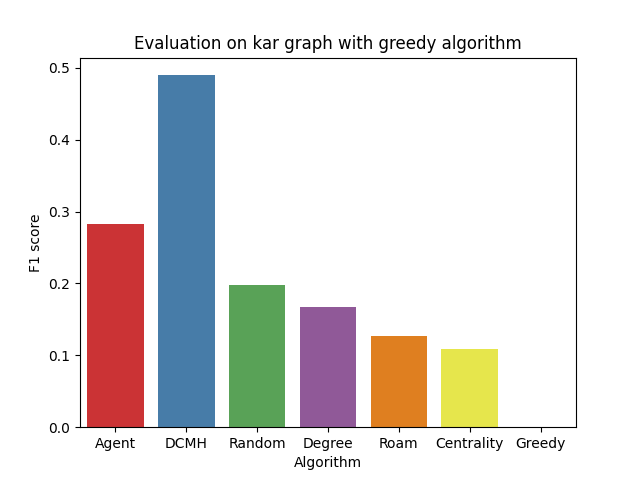 Evaluation on kar graph with greedy algorithm
F1 score
0.5
0.4
0.3
0.2
0.1
0.0
Agent DCMH Random Degree Roam Centrality Greedy
Algorithm